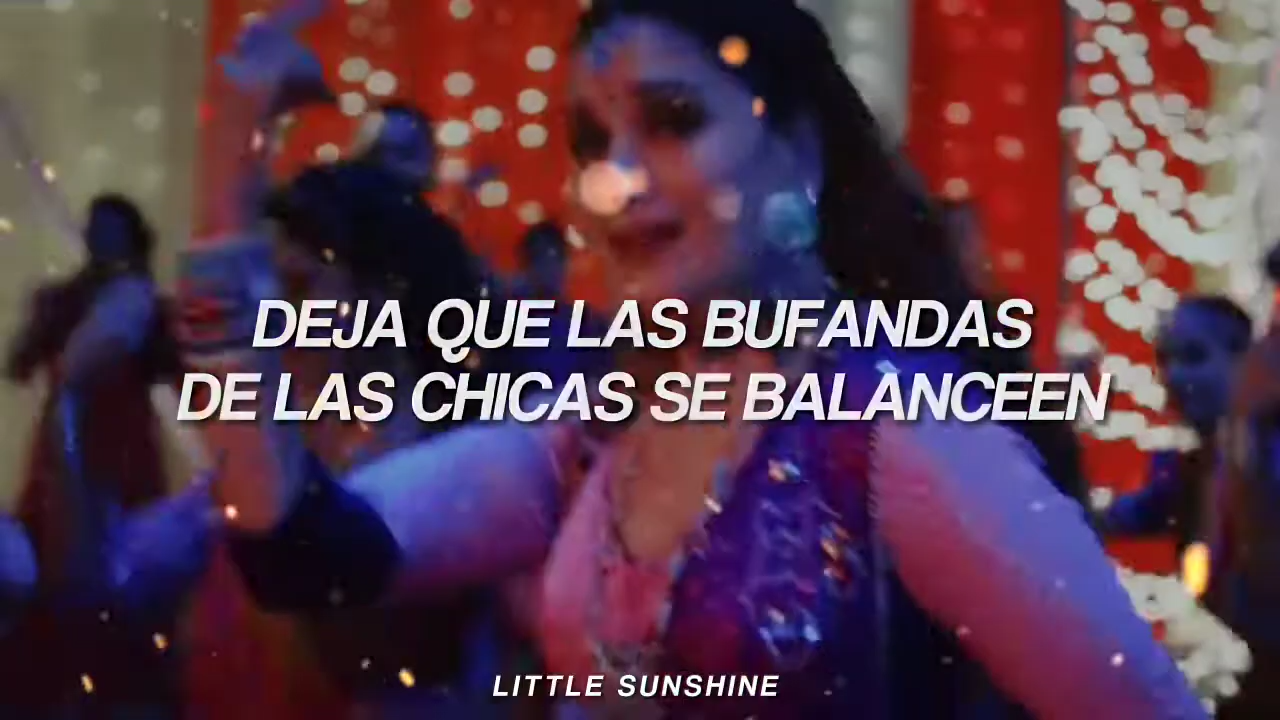 DEJA QUE LAS BUFANDAS
DE LAS CHICAS SE BALANCEEN
LITTLE SUNSHINE